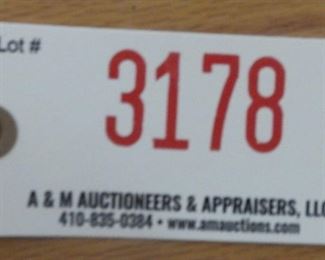 Lot #
3178
A & M AUCTIONEERS & APPRAISERS, LLC
410-835-0384 • www.amauctions.com